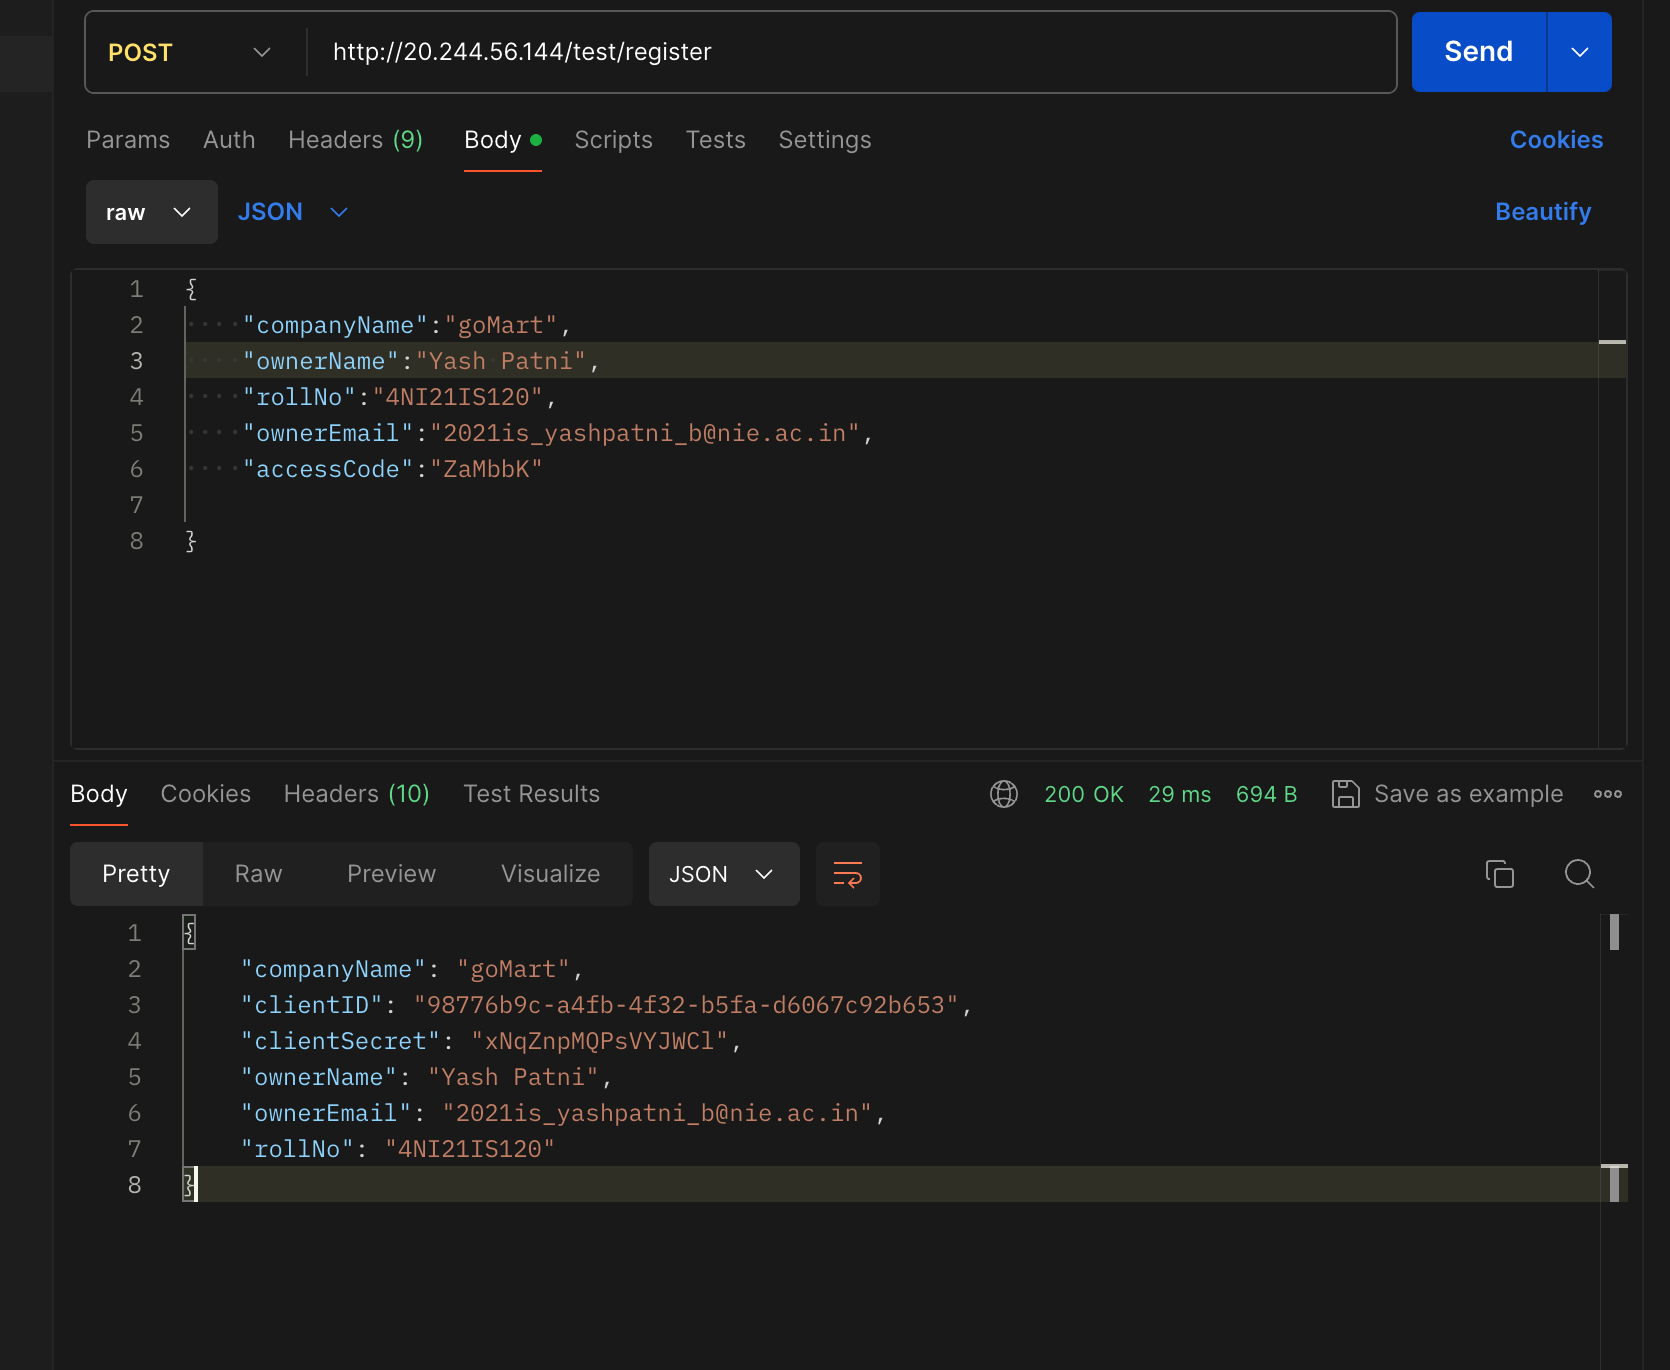 POST http://20.244.56.144/test/register Send
Params Auth Headers (9) Body Scripts Tests Settings Cookies
raw JSON Beautify
1 {
2 "companyName":"goMart",
3 "ownerName":"Yash Patni",
4 "rollNo":"4NI21IS120",
5 "ownerEmail":"2021is_yashpatni_b@nie.ac.in",
6 "accessCode":"ZaMbbK"
7
8 }
Body Cookies Headers (10) Test Results 200 OK 29 ms 694 B Save as example
Pretty Raw Preview Visualize JSON
1 {
2 "companyName": "goMart",
3 "clientID": "98776b9c-a4fb-4f32-b5fa-d6067c92b653",
4 "clientSecret": "xNqZnpMQPsVYJWCl",
5 "ownerName": "Yash Patni",
6 "ownerEmail": "2021is_yashpatni_b@nie.ac.in",
7 "rollNo": "4NI21IS120"
8 }